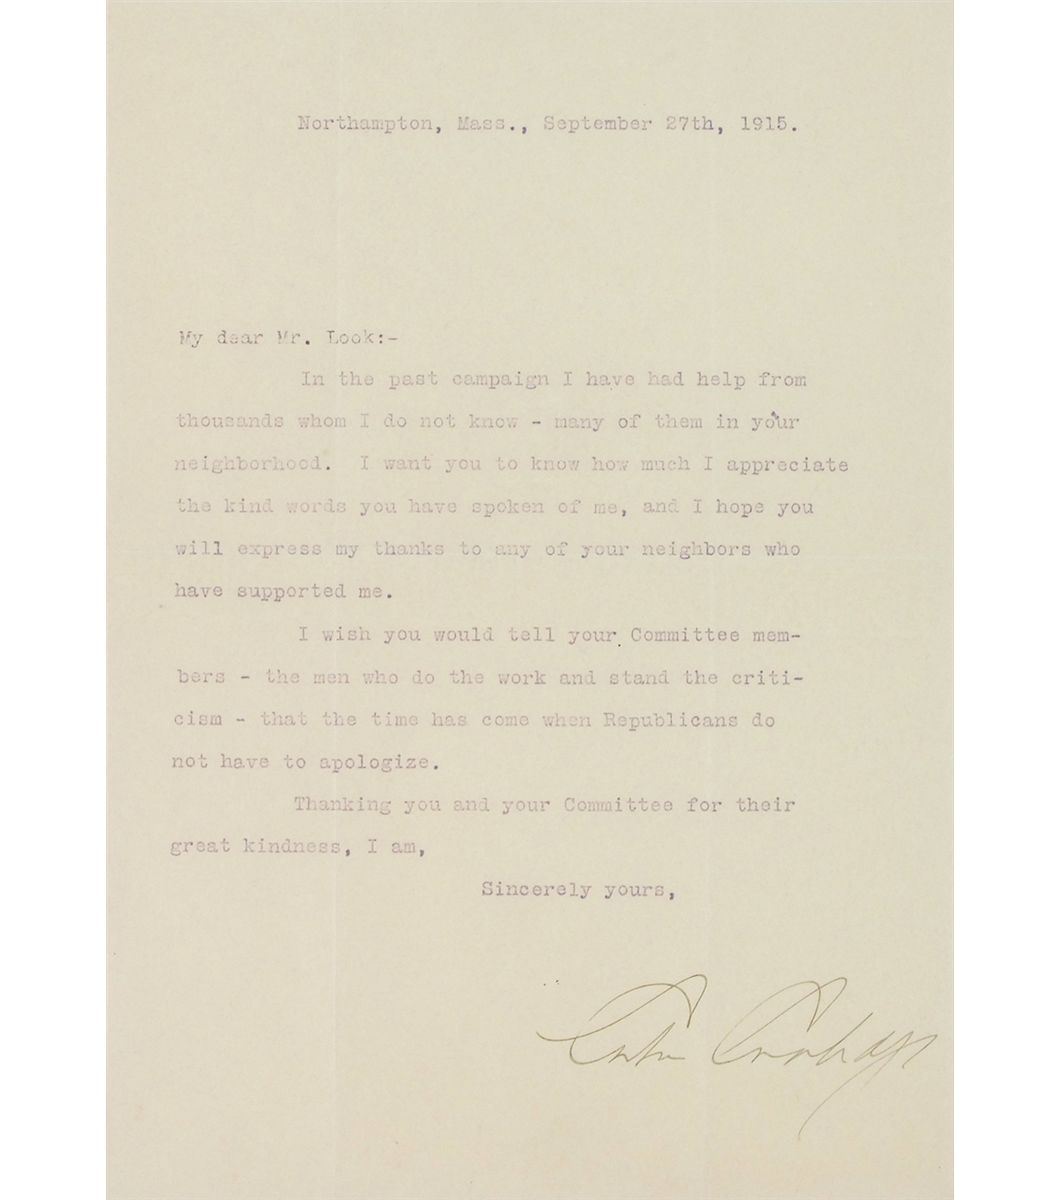 Northampton, Mass., September 27th, 1915.
My dear Mr. Look:-
In the past campaign I have had help from
thousands whom I do not know - many of them in your
neighborhood. I want you to know how much I appreciate
the kind words you have spoken of me, and I hope you
will express my thanks to any of your neighbors who
have supported me.
I wish you would tell your Committee mem-
bers - the men who do the work and stand the criti-
cism - that the time has come when Republicans do
not have to apologize.
Thanking you and your Committee for their
great kindness, I am,
Sincerely yours,
Calvin Coolidge